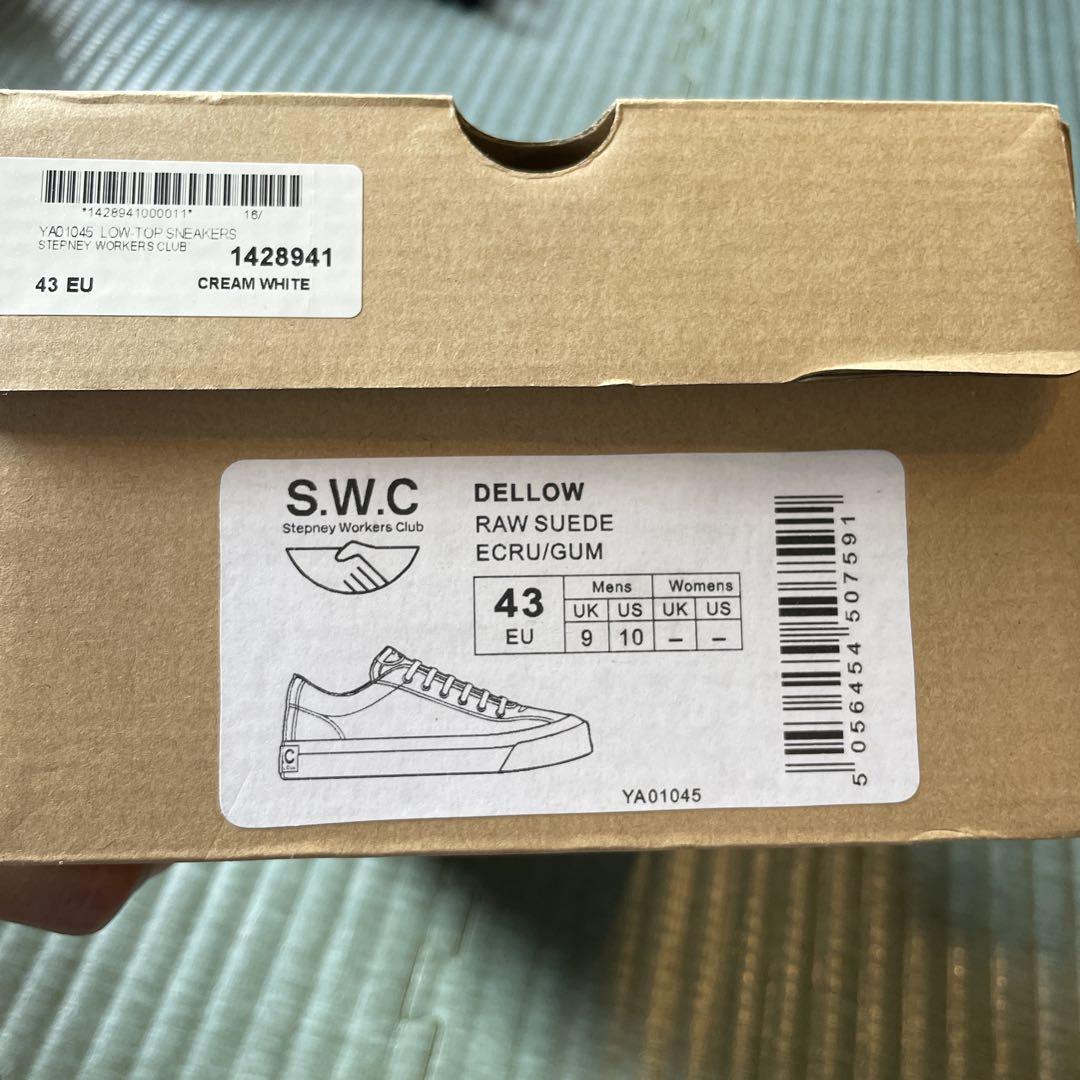 *1428941000011* 16/
YA01045 LOW-TOP SNEAKERS
STEPNEY WORKERS CLUB
1428941
43 EU CREAM WHITE
S.W.C
Stepney Workers Club
DELLOW
RAW SUEDE
ECRU/GUM
43
EU
Mens Womens
UK US UK US
9 10 – –
C
YA01045
5 056454 507591